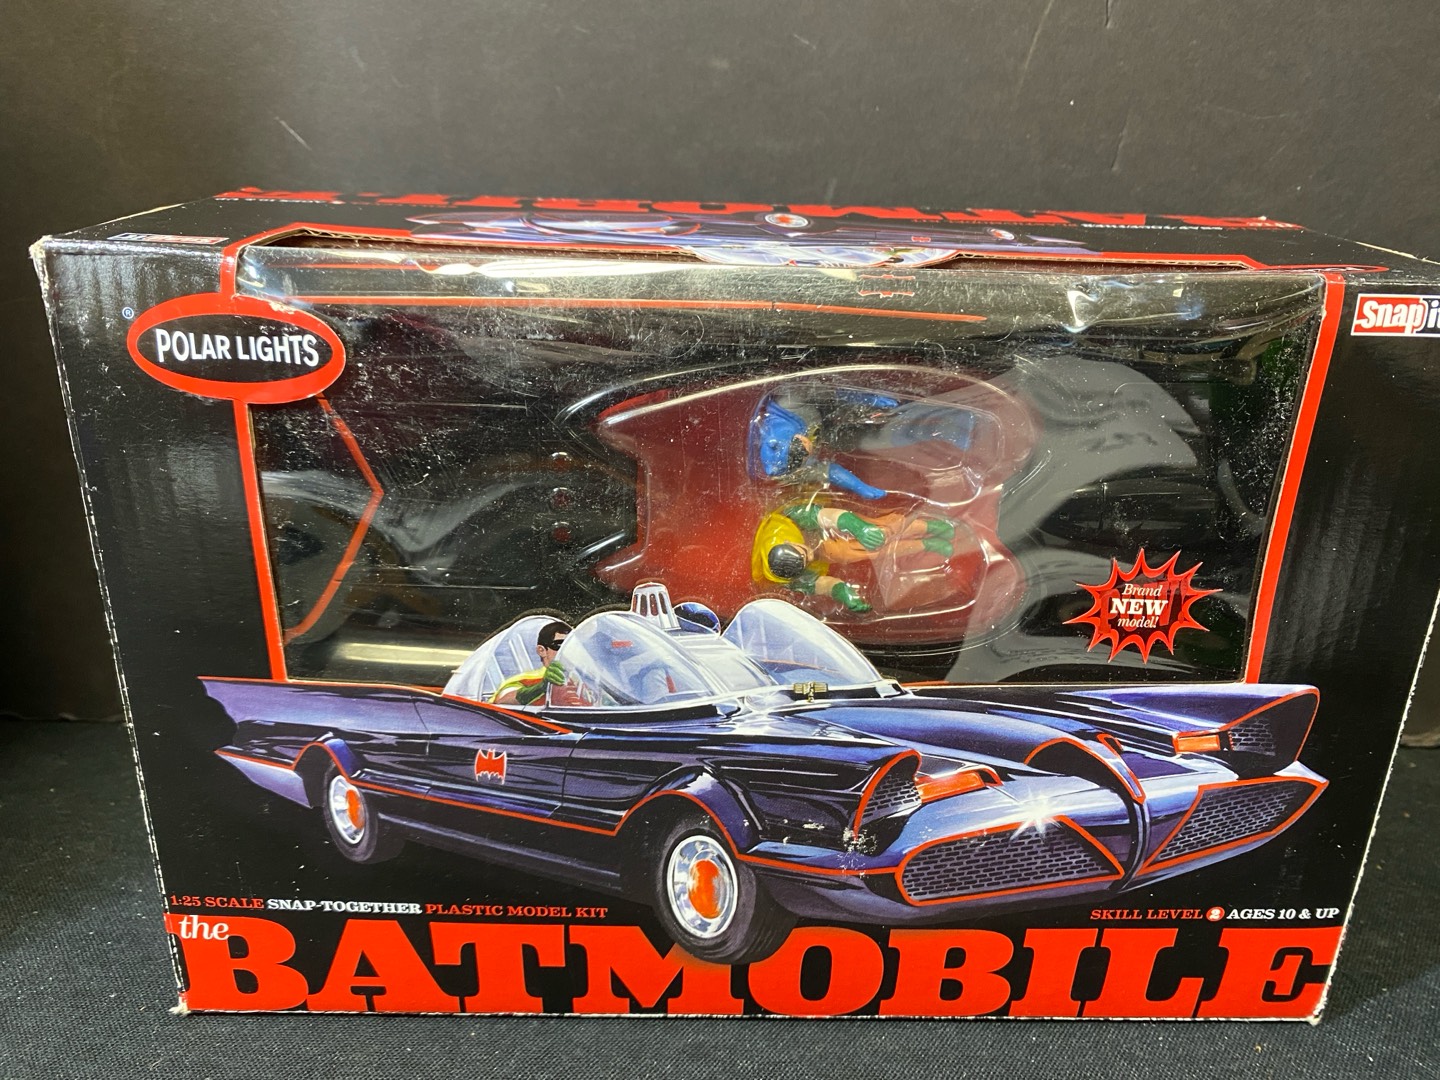 ®
POLAR LIGHTS
Snap it
Brand
NEW
model!
1:25 SCALE SNAP-TOGETHER PLASTIC MODEL KIT
SKILL LEVEL 2 AGES 10 & UP
the
BATMOBILE